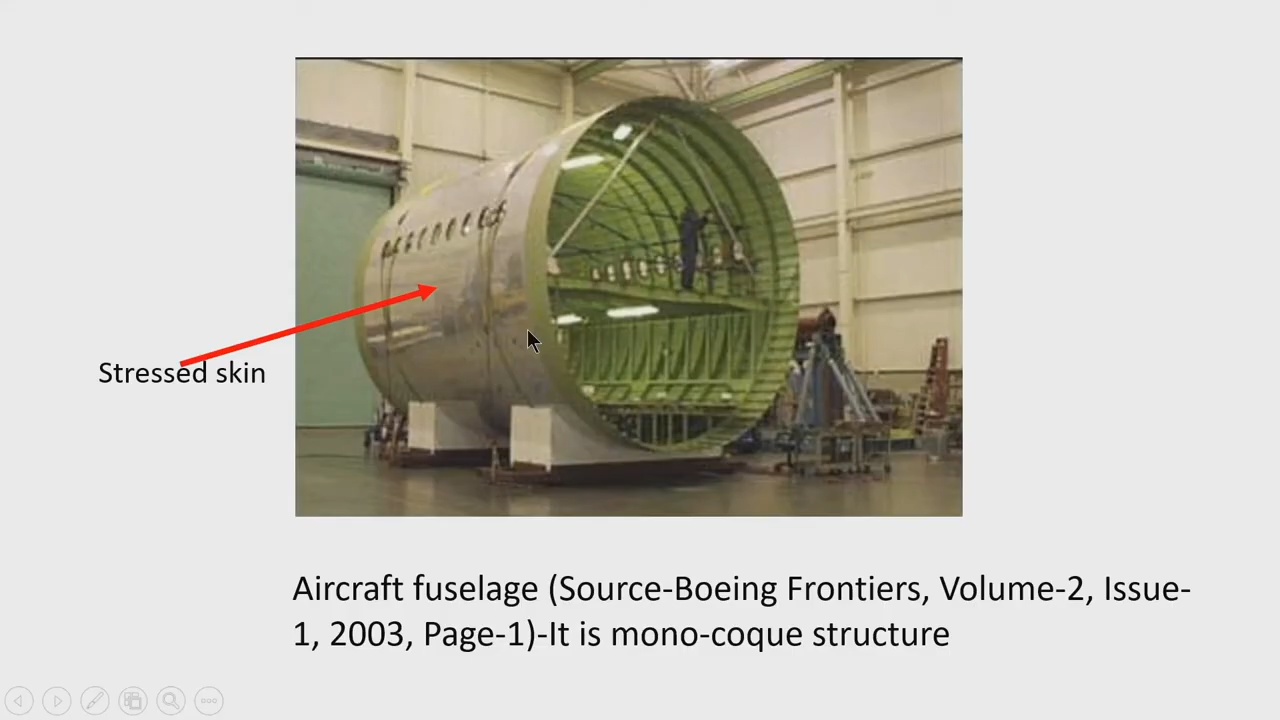 Stressed skin
Aircraft fuselage (Source-Boeing Frontiers, Volume-2, Issue-
1, 2003, Page-1)-It is mono-coque structure